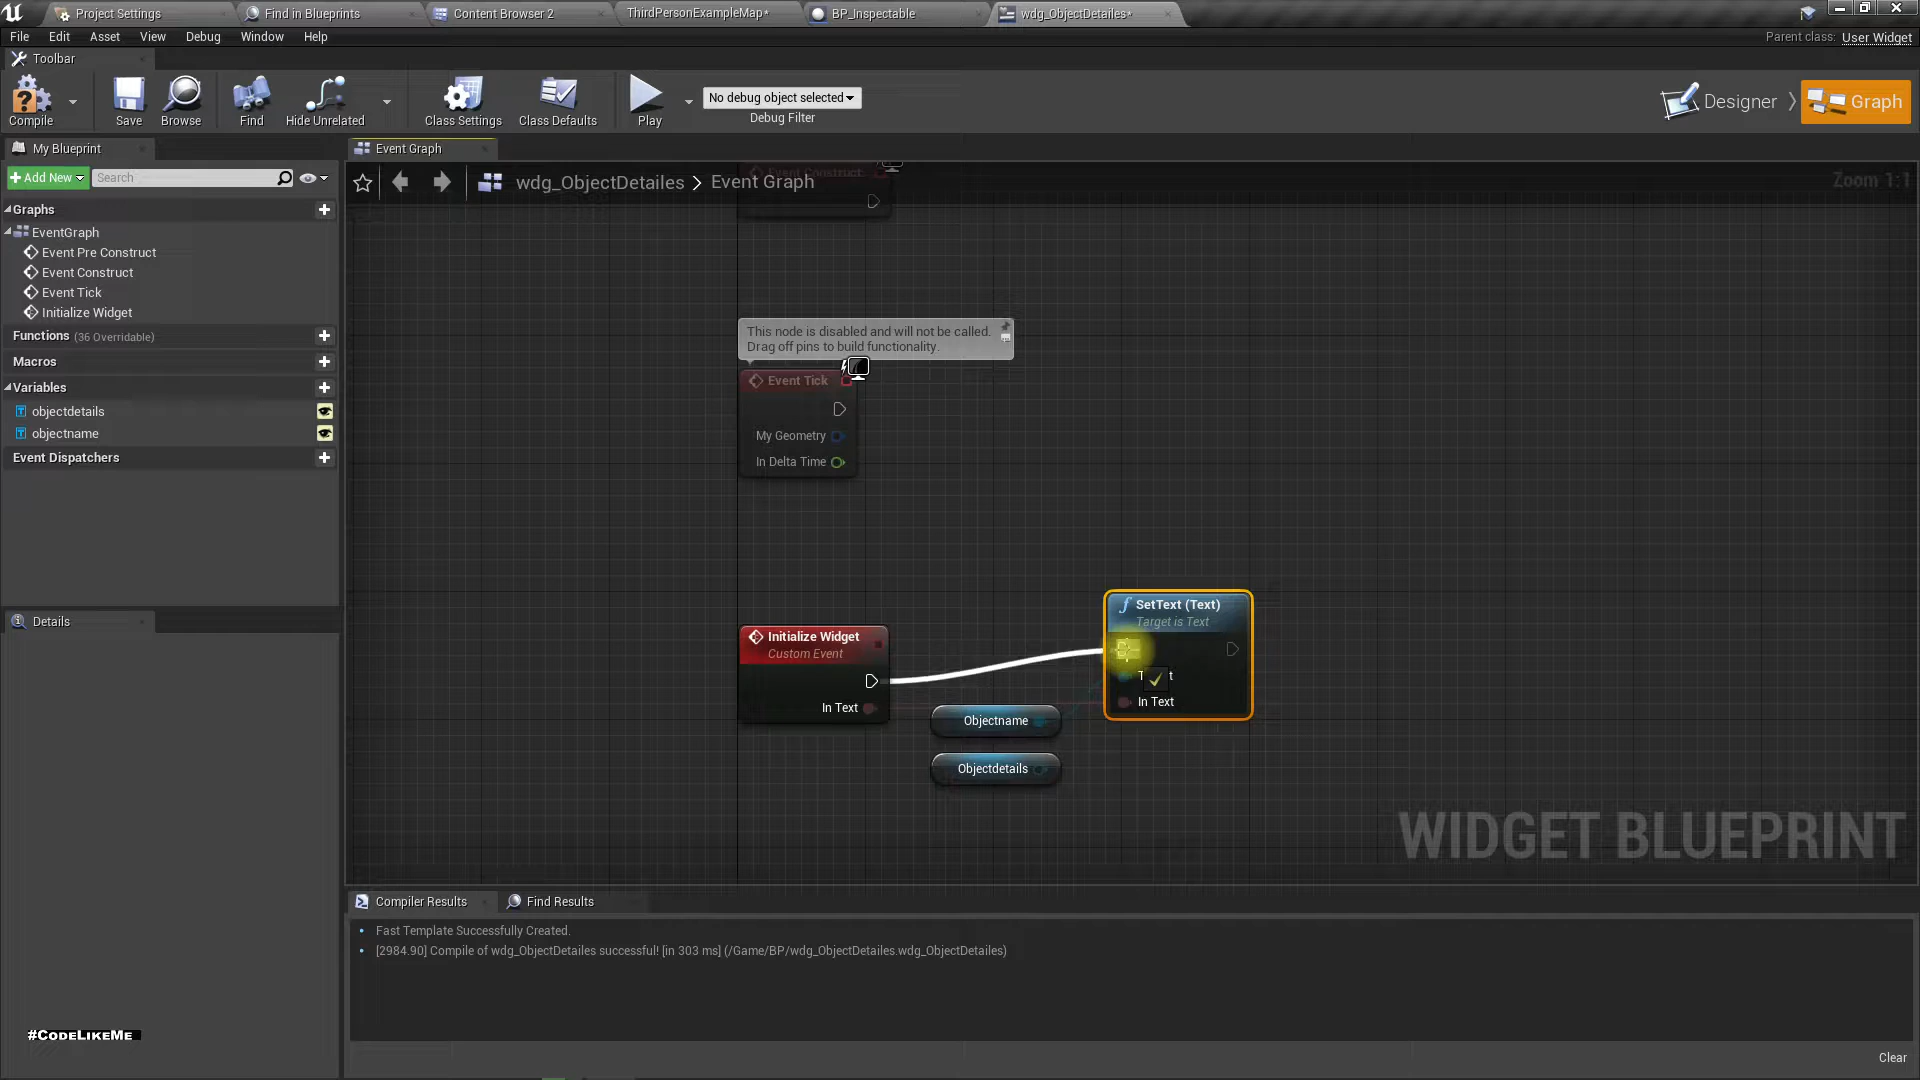 Project Settings
Find in Blueprints
Content Browser 2
ThirdPersonExampleMap*
BP_Inspectable
wdg_ObjectDetailes*
File Edit Asset View Debug Window Help
Parent class: User Widget
Toolbar
Compile
Save
Browse
Find
Hide Unrelated
Class Settings
Class Defaults
Play
No debug object selected
Debug Filter
Designer
Graph
My Blueprint
Event Graph
Add New
Search
wdg_ObjectDetailes > Event Graph
Zoom 1:1
Event Construct
Graphs
EventGraph
Event Pre Construct
Event Construct
Event Tick
Initialize Widget
Functions (36 Overridable)
Macros
Variables
objectdetails
objectname
Event Dispatchers
This node is disabled and will not be called.
Drag off pins to build functionality.
Event Tick
My Geometry
In Delta Time
Details
Initialize Widget
Custom Event
In Text
Objectname
Objectdetails
SetText (Text)
Target is Text
In Text
WIDGET BLUEPRINT
Compiler Results
Find Results
Fast Template Successfully Created.
[2984.90] Compile of wdg_ObjectDetailes successful! [in 303 ms] (/Game/BP/wdg_ObjectDetailes.wdg_ObjectDetailes)
#CodeLikeMe
Clear